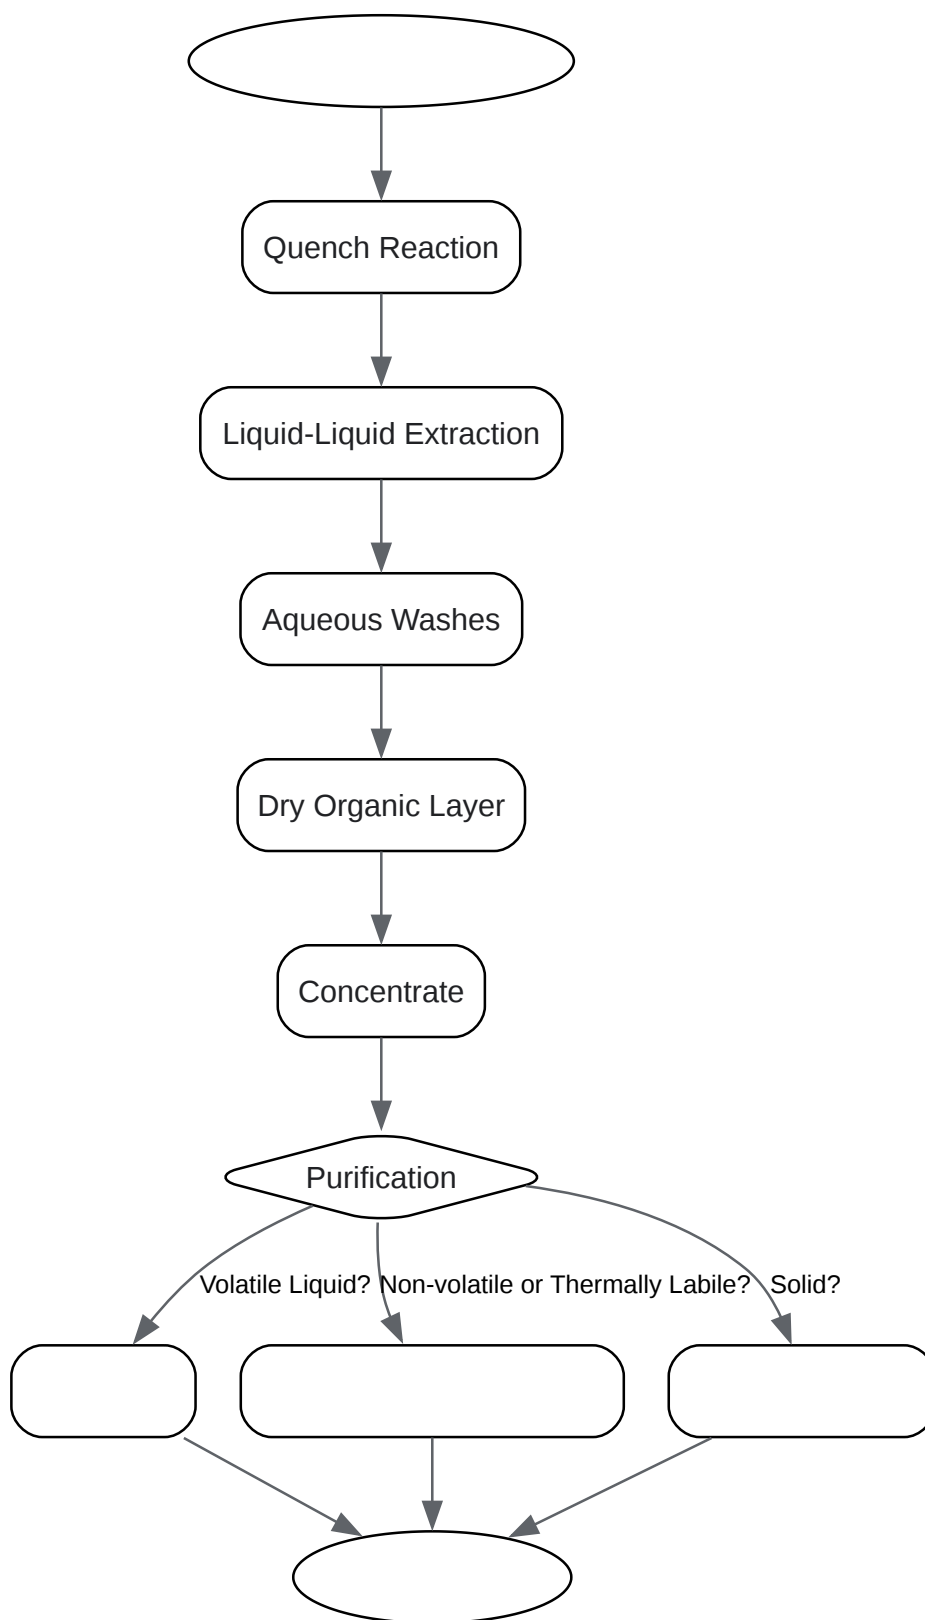 Quench Reaction
Liquid-Liquid Extraction
Aqueous Washes
Dry Organic Layer
Concentrate
Purification
Volatile Liquid?
Non-volatile or Thermally Labile?
Solid?